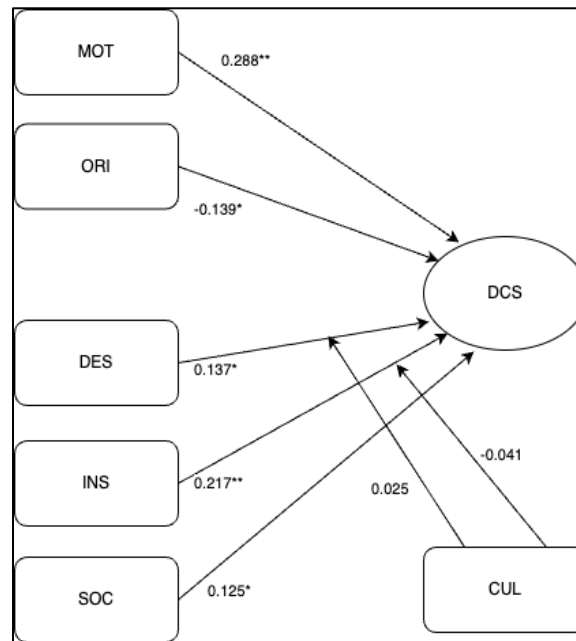 MOT
0.288**
ORI
-0.139*
DCS
DES
0.137*
INS
0.217**
-0.041
0.025
SOC
0.125*
CUL